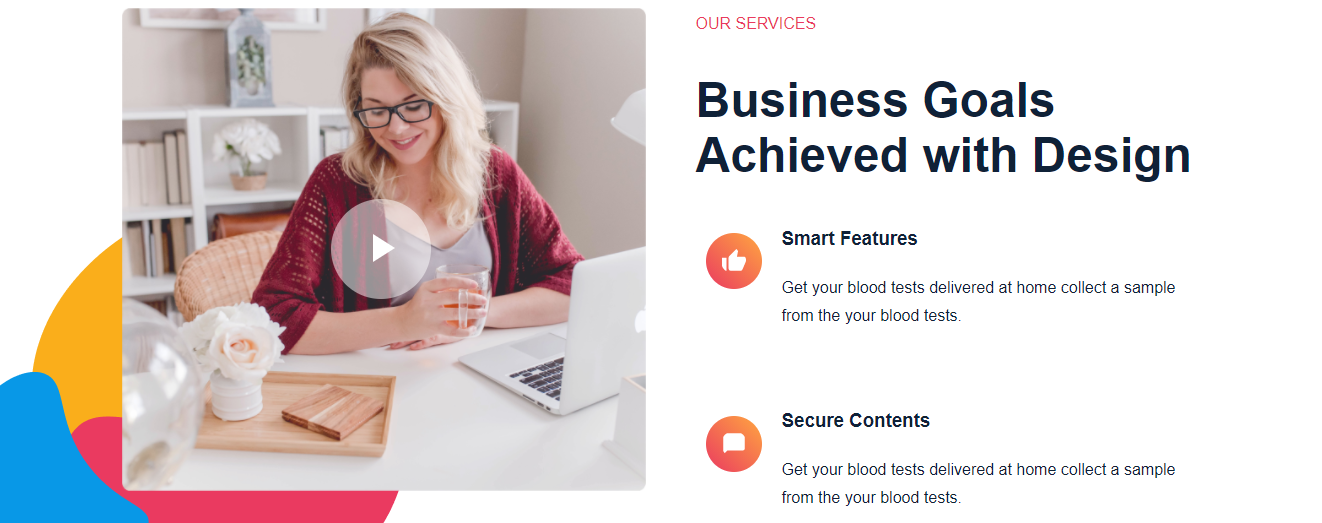 OUR SERVICES
Business Goals
Achieved with Design
Smart Features
Get your blood tests delivered at home collect a sample
from the your blood tests.
Secure Contents
Get your blood tests delivered at home collect a sample
from the your blood tests.